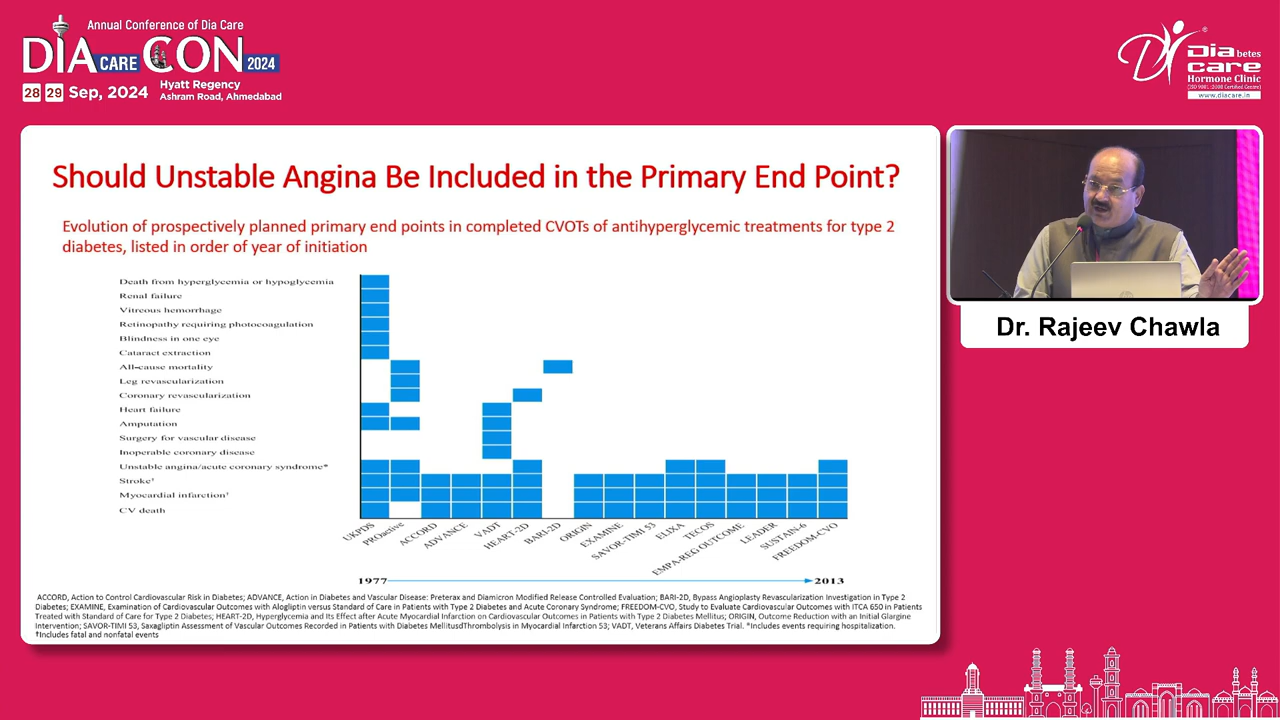 Annual Conference of Dia Care
DIA CARE CON 2024
28 29 Sep, 2024
Hyatt Regency
Ashram Road, Ahmedabad
Diabetes
care
Hormone Clinic
(ISO 9001 : 2008 Certified Centre)
www.diacare.in
Should Unstable Angina Be Included in the Primary End Point?
Evolution of prospectively planned primary end points in completed CVOTs of antihyperglycemic treatments for type 2
diabetes, listed in order of year of initiation
Death from hyperglycemia or hypoglycemia
Renal failure
Vitreous hemorrhage
Retinopathy requiring photocoagulation
Blindness in one eye
Cataract extraction
All-cause mortality
Leg revascularization
Coronary revascularization
Heart failure
Amputation
Surgery for vascular disease
Inoperable coronary disease
Unstable angina/acute coronary syndrome*
Stroke†
Myocardial infarction†
CV death
UKPDS
PROactive
ACCORD
ADVANCE
VADT
HEART-2D
BARI-2D
ORIGIN
EXAMINE
SAVOR-TIMI 53
ELIXA
TECOS
EMPA-REG OUTCOME
LEADER
SUSTAIN-6
FREEDOM-CVO
1977 2013
ACCORD, Action to Control Cardiovascular Risk in Diabetes; ADVANCE, Action in Diabetes and Vascular Disease: Preterax and Diamicron Modified Release Controlled Evaluation; BARI-2D, Bypass Angioplasty Revascularization Investigation in Type 2
Diabetes; EXAMINE, Examination of Cardiovascular Outcomes with Alogliptin versus Standard of Care in Patients with Type 2 Diabetes and Acute Coronary Syndrome; FREEDOM-CVO, Study to Evaluate Cardiovascular Outcomes with ITCA 650 in Patients
Treated with Standard of Care for Type 2 Diabetes; HEART-2D, Hyperglycemia and Its Effect after Acute Myocardial Infarction on Cardiovascular Outcomes in Patients with Type 2 Diabetes Mellitus; ORIGIN, Outcome Reduction with an Initial Glargine
Intervention; SAVOR-TIMI 53, Saxagliptin Assessment of Vascular Outcomes Recorded in Patients with Diabetes MellitusdThrombolysis in Myocardial Infarction 53; VADT, Veterans Affairs Diabetes Trial. *Includes events requiring hospitalization.
†Includes fatal and nonfatal events
Dr. Rajeev Chawla